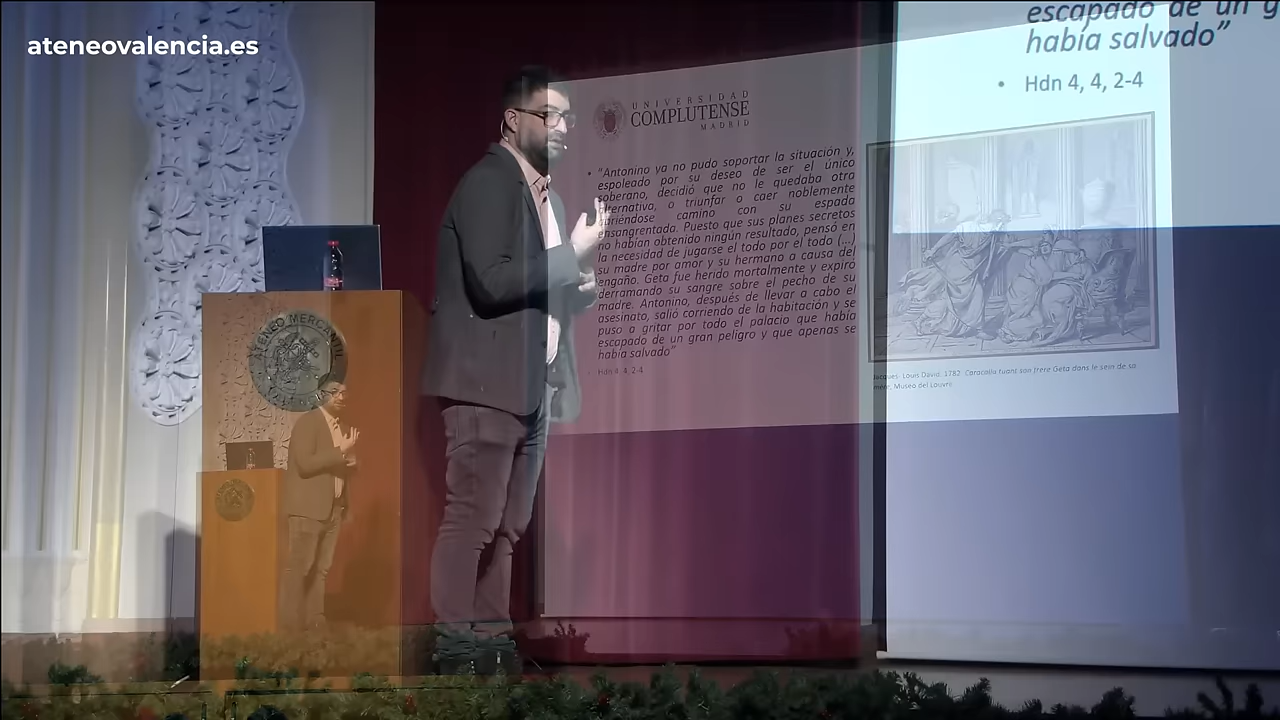 ateneovalencia.es
escapado de un g
había salvado”
• Hdn 4, 4, 2-4
UNIVERSIDAD
COMPLUTENSE
MADRID
• “Antonino ya no pudo soportar la situación y,
espoleado por su deseo de ser el único
soberano, decidió que no le quedaba otra
alternativa, o triunfar o caer noblemente
abriéndose camino con su espada
ensangrentada. Puesto que sus planes secretos
no habían obtenido ningún resultado, pensó en
la necesidad de jugarse el todo por el todo (...)
su madre por amor y su hermano a causa del
engaño. Geta fue herido mortalmente y expiró
derramando su sangre sobre el pecho de su
madre. Antonino, después de llevar a cabo el
asesinato, salió corriendo de la habitación y se
puso a gritar por todo el palacio que había
escapado de un gran peligro y que apenas se
había salvado”
• Hdn 4, 4, 2-4
Jacques- Louis David, 1782. Caracalla tuant son frere Geta dans le sein de sa
mère, Museo del Louvre
ATENEO MERCANTIL